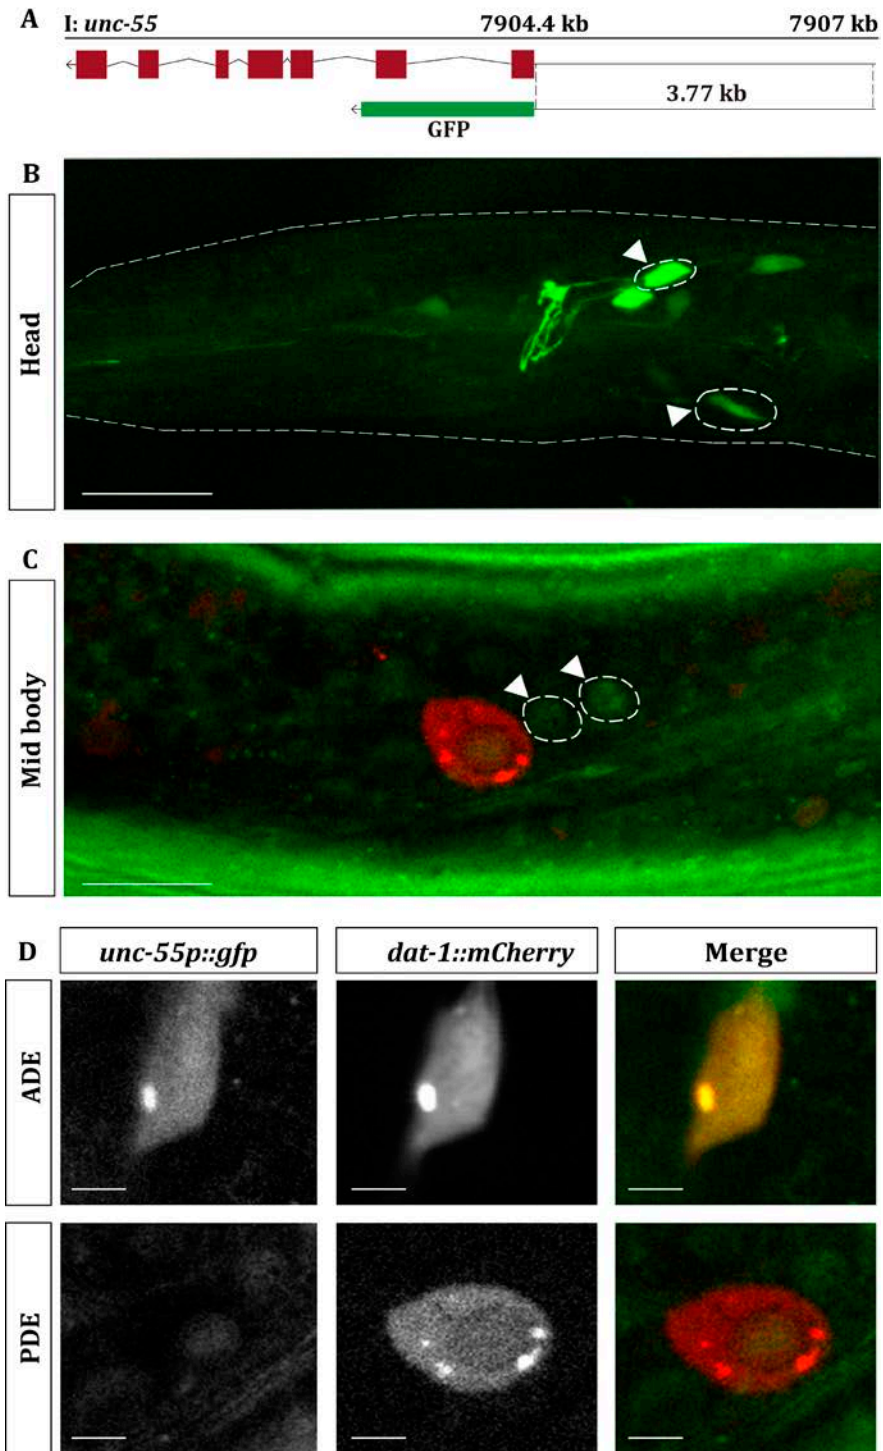 A
I: unc-55 7904.4 kb 7907 kb
3.77 kb
GFP
B
Head
C
Mid body
D unc-55p::gfp dat-1::mCherry Merge
ADE
PDE